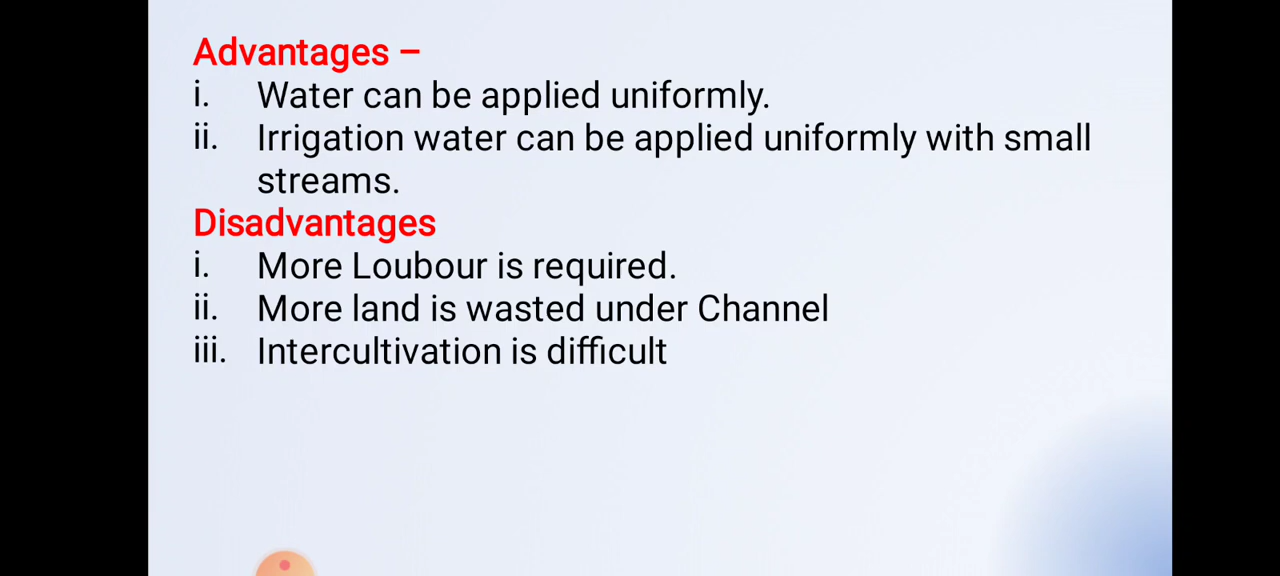 Advantages –
i. Water can be applied uniformly.
ii. Irrigation water can be applied uniformly with small
streams.
Disadvantages
i. More Loubour is required.
ii. More land is wasted under Channel
iii. Intercultivation is difficult